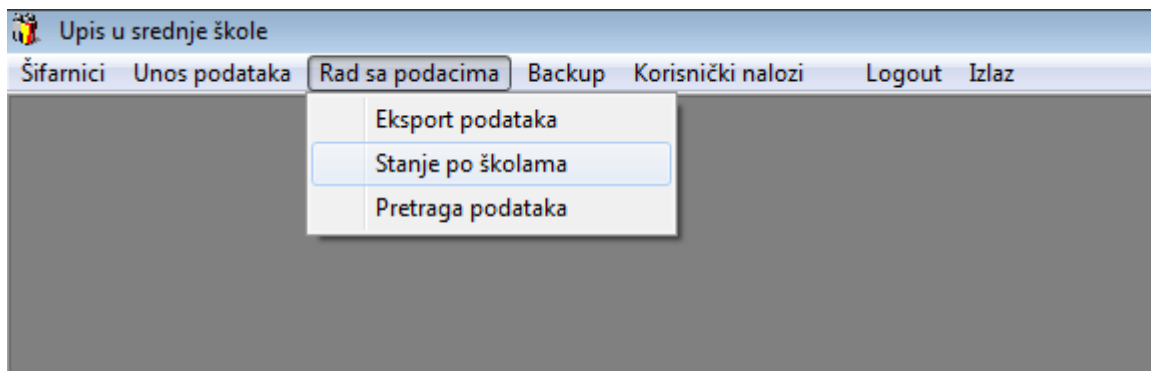 Upis u srednje škole
Šifarnici Unos podataka Rad sa podacima Backup Korisnički nalozi Logout Izlaz
Eksport podataka
Stanje po školama
Pretraga podataka